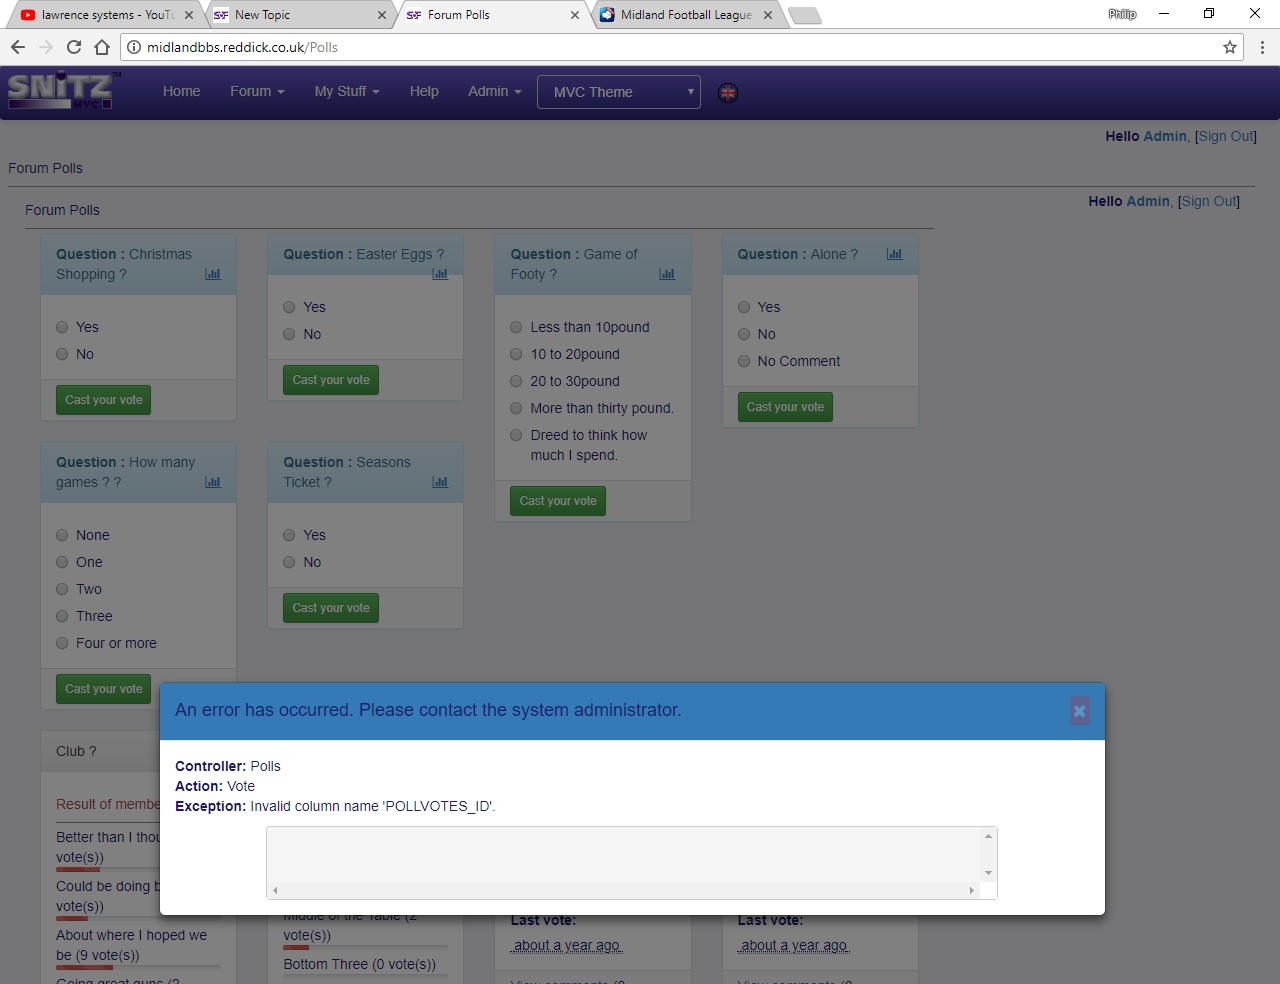 lawrence systems - YouTu
New Topic
Forum Polls
Midland Football League
Philip
midlandbbs.reddick.co.uk/Polls
SNITZ™
MVC
Home
Forum
My Stuff
Help
Admin
MVC Theme
Hello Admin, [Sign Out]
Forum Polls
Hello Admin, [Sign Out]
Forum Polls
Question : Christmas
Shopping ?
Yes
No
Cast your vote
Question : Easter Eggs ?
Yes
No
Cast your vote
Question : Game of
Footy ?
Less than 10pound
10 to 20pound
20 to 30pound
More than thirty pound.
Dreed to think how
much I spend.
Cast your vote
Question : Alone ?
Yes
No
No Comment
Cast your vote
Question : How many
games ? ?
None
One
Two
Three
Four or more
Cast your vote
Question : Seasons
Ticket ?
Yes
No
Cast your vote
An error has occurred. Please contact the system administrator.
Controller: Polls
Action: Vote
Exception: Invalid column name 'POLLVOTES_ID'.
Club ?
Result of membe
Better than I thou
vote(s))
Could be doing b
vote(s))
About where I hoped we
be (9 vote(s))
Going great guns (2
Middle of the Table (2
vote(s))
Bottom Three (0 vote(s))
Last vote:
about a year ago
View comments (0
Last vote:
about a year ago
View comments (0